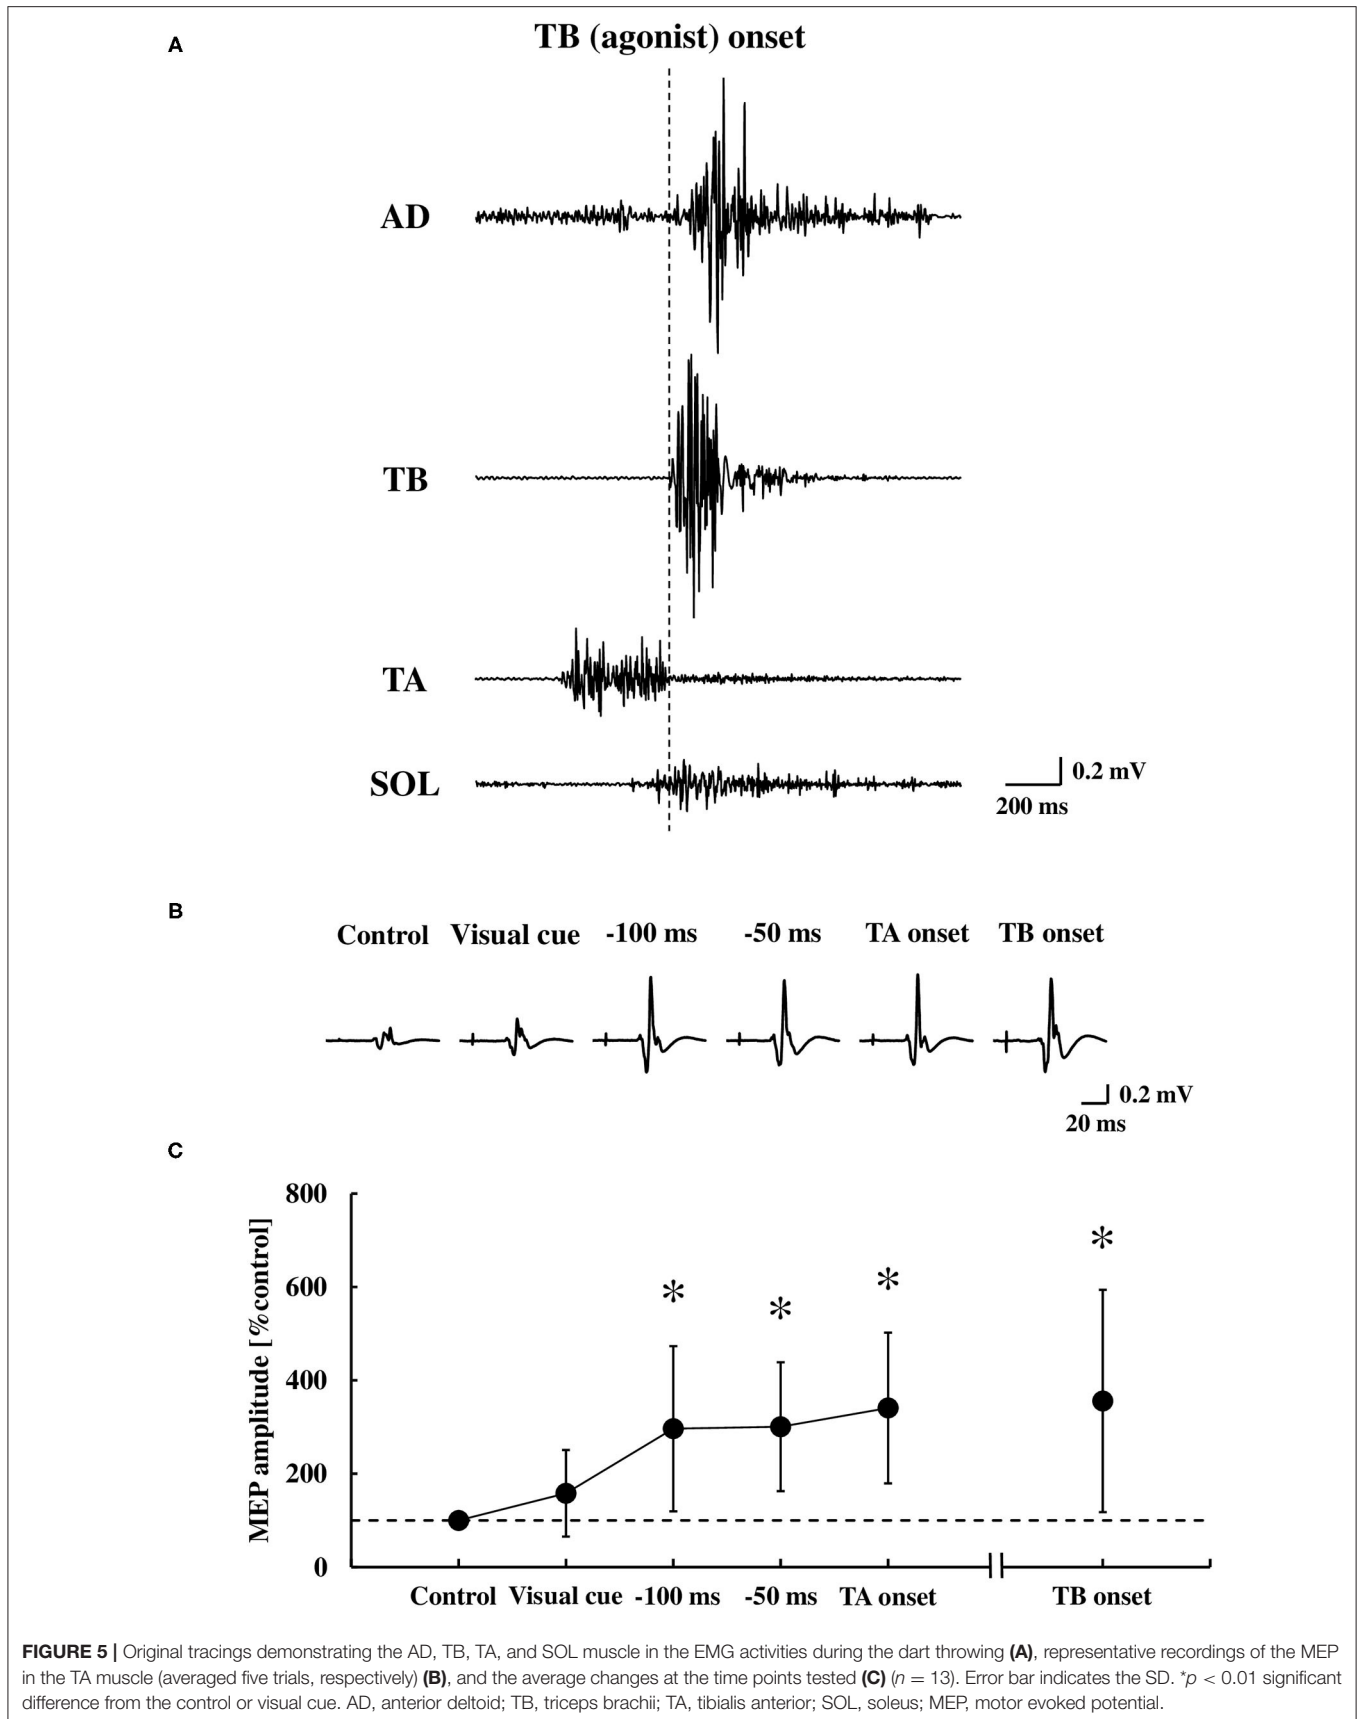 A
TB (agonist) onset
AD
TB
TA
SOL
0.2 mV
200 ms
B
Control Visual cue -100 ms -50 ms TA onset TB onset
0.2 mV
20 ms
C
MEP amplitude [%control]
800
600
400
200
0
* * * *
Control Visual cue -100 ms -50 ms TA onset TB onset
FIGURE 5 | Original tracings demonstrating the AD, TB, TA, and SOL muscle in the EMG activities during the dart throwing (A), representative recordings of the MEP
in the TA muscle (averaged five trials, respectively) (B), and the average changes at the time points tested (C) (n = 13). Error bar indicates the SD. *p < 0.01 significant
difference from the control or visual cue. AD, anterior deltoid; TB, triceps brachii; TA, tibialis anterior; SOL, soleus; MEP, motor evoked potential.